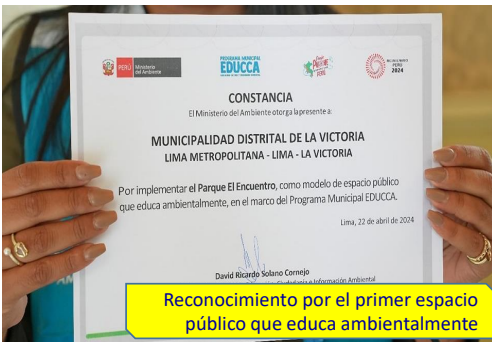 PERÚ
Ministerio
del Ambiente
PROGRAMA MUNICIPAL
EDUCCA
PERÚ
2024
CONSTANCIA
El Ministerio del Ambiente otorga la presente a:
MUNICIPALIDAD DISTRITAL DE LA VICTORIA
LIMA METROPOLITANA - LIMA - LA VICTORIA
Por implementar el Parque El Encuentro, como modelo de espacio público
que educa ambientalmente, en el marco del Programa Municipal EDUCCA.
Lima, 22 de abril de 2024
David Ricardo Solano Cornejo
Ciudadanía e Información Ambiental
Reconocimiento por el primer espacio
público que educa ambientalmente